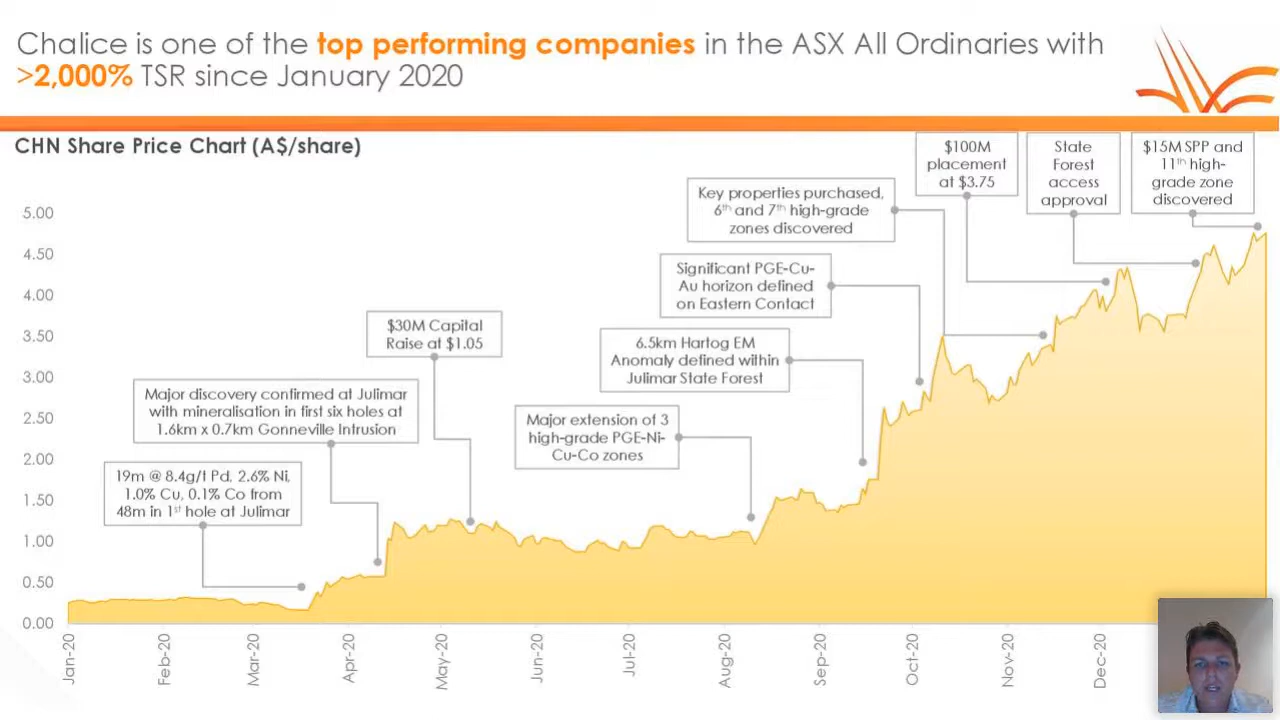 Chalice is one of the top performing companies in the ASX All Ordinaries with
>2,000% TSR since January 2020
CHN Share Price Chart (A$/share)
$100M
placement
at $3.75
State
Forest
access
approval
$15M SPP and
11th high-
grade zone
discovered
Key properties purchased,
6th and 7th high-grade
zones discovered
Significant PGE-Cu-
Au horizon defined
on Eastern Contact
$30M Capital
Raise at $1.05
6.5km Hartog EM
Anomaly defined within
Julimar State Forest
Major discovery confirmed at Julimar
with mineralisation in first six holes at
1.6km x 0.7km Gonneville Intrusion
Major extension of 3
high-grade PGE-Ni-
Cu-Co zones
19m @ 8.4g/t Pd, 2.6% Ni,
1.0% Cu, 0.1% Co from
48m in 1st hole at Julimar
5.00
4.50
4.00
3.50
3.00
2.50
2.00
1.50
1.00
0.50
0.00
Jan-20
Feb-20
Mar-20
Apr-20
May-20
Jun-20
Jul-20
Aug-20
Sep-20
Oct-20
Nov-20
Dec-20